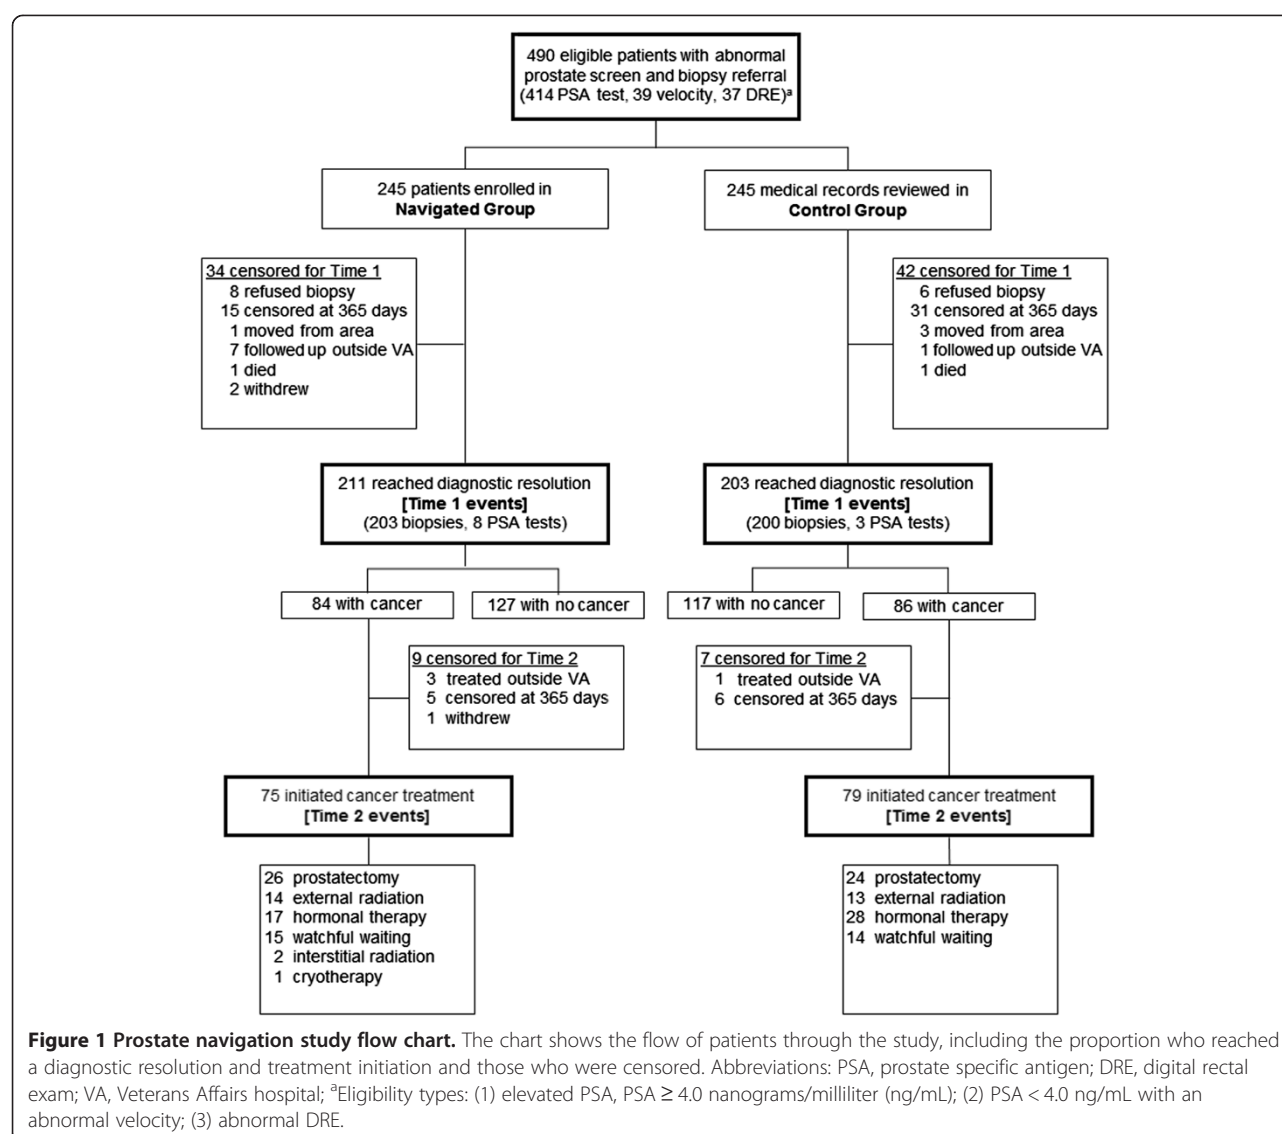 490 eligible patients with abnormal
prostate screen and biopsy referral
(414 PSA test, 39 velocity, 37 DRE)ᵃ
245 patients enrolled in
Navigated Group
245 medical records reviewed in
Control Group
34 censored for Time 1
8 refused biopsy
15 censored at 365 days
1 moved from area
7 followed up outside VA
1 died
2 withdrew
42 censored for Time 1
6 refused biopsy
31 censored at 365 days
3 moved from area
1 followed up outside VA
1 died
211 reached diagnostic resolution
[Time 1 events]
(203 biopsies, 8 PSA tests)
203 reached diagnostic resolution
[Time 1 events]
(200 biopsies, 3 PSA tests)
84 with cancer
127 with no cancer
117 with no cancer
86 with cancer
9 censored for Time 2
3 treated outside VA
5 censored at 365 days
1 withdrew
7 censored for Time 2
1 treated outside VA
6 censored at 365 days
75 initiated cancer treatment
[Time 2 events]
79 initiated cancer treatment
[Time 2 events]
26 prostatectomy
14 external radiation
17 hormonal therapy
15 watchful waiting
2 interstitial radiation
1 cryotherapy
24 prostatectomy
13 external radiation
28 hormonal therapy
14 watchful waiting
Figure 1 Prostate navigation study flow chart. The chart shows the flow of patients through the study, including the proportion who reached
a diagnostic resolution and treatment initiation and those who were censored. Abbreviations: PSA, prostate specific antigen; DRE, digital rectal
exam; VA, Veterans Affairs hospital; ᵃEligibility types: (1) elevated PSA, PSA ≥ 4.0 nanograms/milliliter (ng/mL); (2) PSA < 4.0 ng/mL with an
abnormal velocity; (3) abnormal DRE.